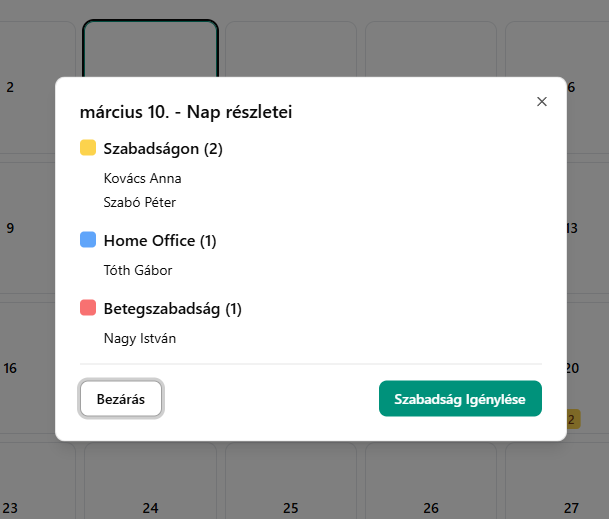 2
6
március 10. - Nap részletei
Szabadságon (2)
Kovács Anna
Szabó Péter
9
13
Home Office (1)
Tóth Gábor
Betegszabadság (1)
Nagy István
16
20
Bezárás
Szabadság Igénylése
2
23
24
25
26
27